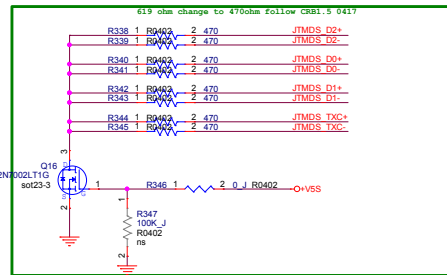 619 ohm change to 470ohm follow CRB1.5 0417
R338 1 R0402 2 470 JTMDS_D2+
R339 1 R0402 2 470 JTMDS_D2-
R340 1 R0402 2 470 JTMDS_D0+
R341 1 R0402 2 470 JTMDS_D0-
R342 1 R0402 2 470 JTMDS_D1+
R343 1 R0402 2 470 JTMDS_D1-
R344 1 R0402 2 470 JTMDS_TXC+
R345 1 R0402 2 470 JTMDS_TXC-
3
Q16
2N7002LT1G
sot23-3
D
S
G
1 R346 1 2 0_J R0402 +V5S
2
1
R347
100K_J
R0402
ns
2